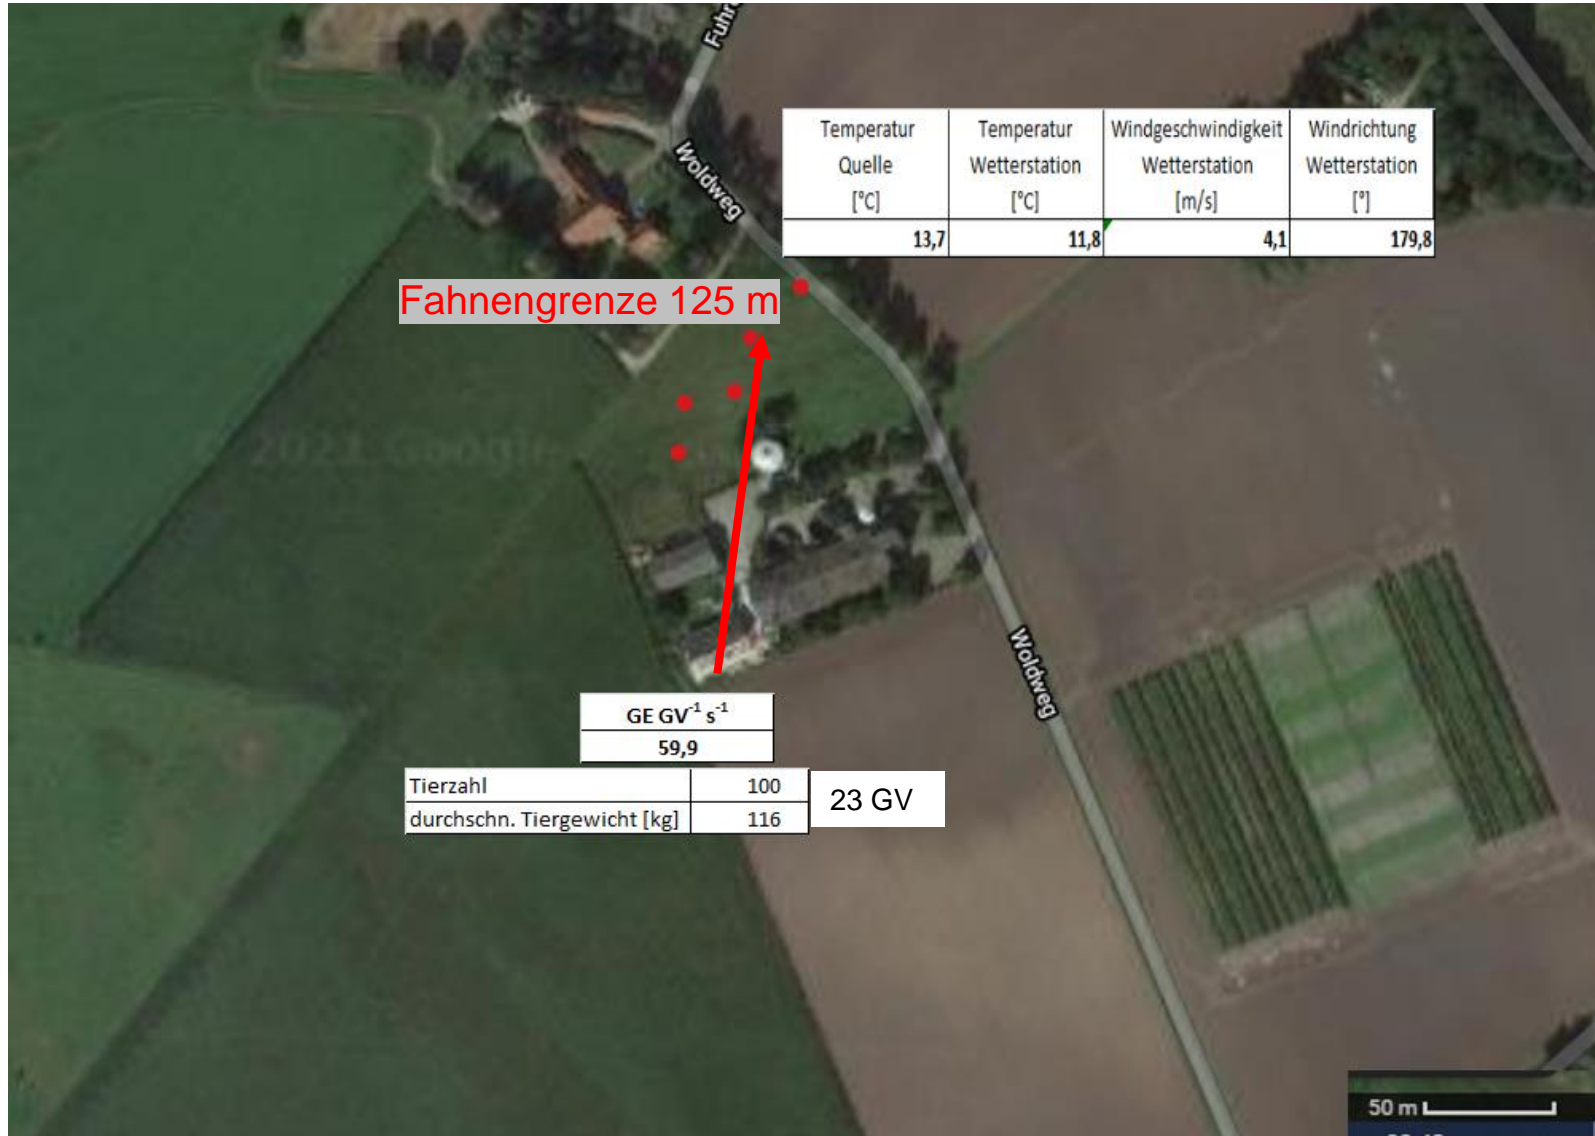 Fuhr
Woldweg
Temperatur Quelle [°C]
Temperatur Wetterstation [°C]
Windgeschwindigkeit Wetterstation [m/s]
Windrichtung Wetterstation [°]
13,7
11,8
4,1
179,8
Fahnengrenze 125 m
2021 Google
Woldweg
GE GV⁻¹ s⁻¹
59,9
Tierzahl 100
durchschn. Tiergewicht [kg] 116
23 GV
50 m